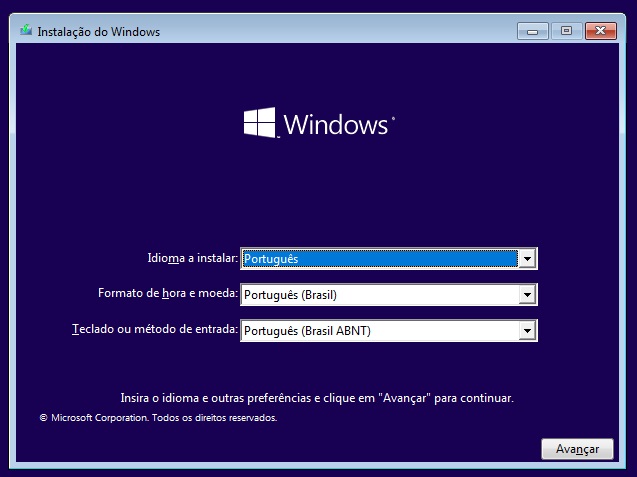 Instalação do Windows
Windows
Idioma a instalar: Português
Formato de hora e moeda: Português (Brasil)
Teclado ou método de entrada: Português (Brasil ABNT)
Insira o idioma e outras preferências e clique em "Avançar" para continuar.
© Microsoft Corporation. Todos os direitos reservados.
Avançar